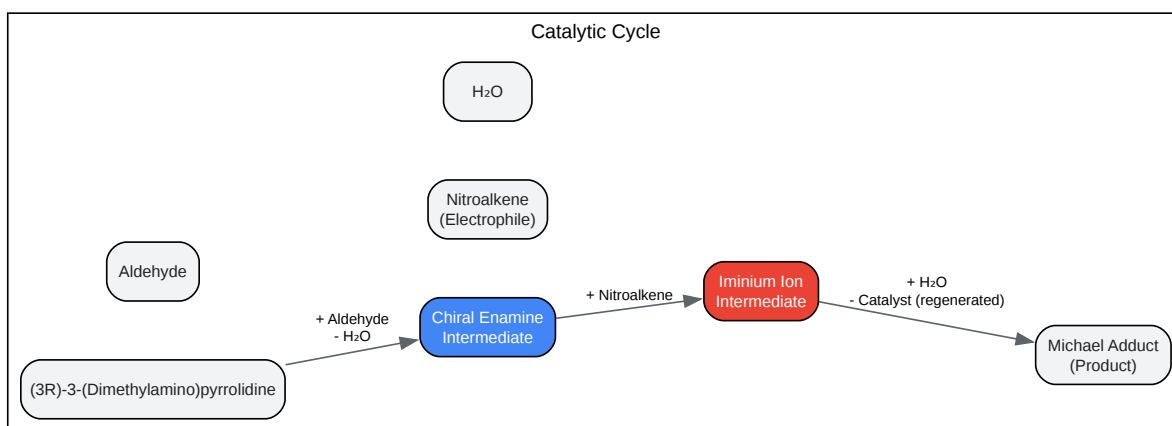 Catalytic Cycle
H₂O
Nitroalkene
(Electrophile)
Aldehyde
(3R)-3-(Dimethylamino)pyrrolidine
+ Aldehyde
- H₂O
Chiral Enamine
Intermediate
+ Nitroalkene
Iminium Ion
Intermediate
+ H₂O
- Catalyst (regenerated)
Michael Adduct
(Product)